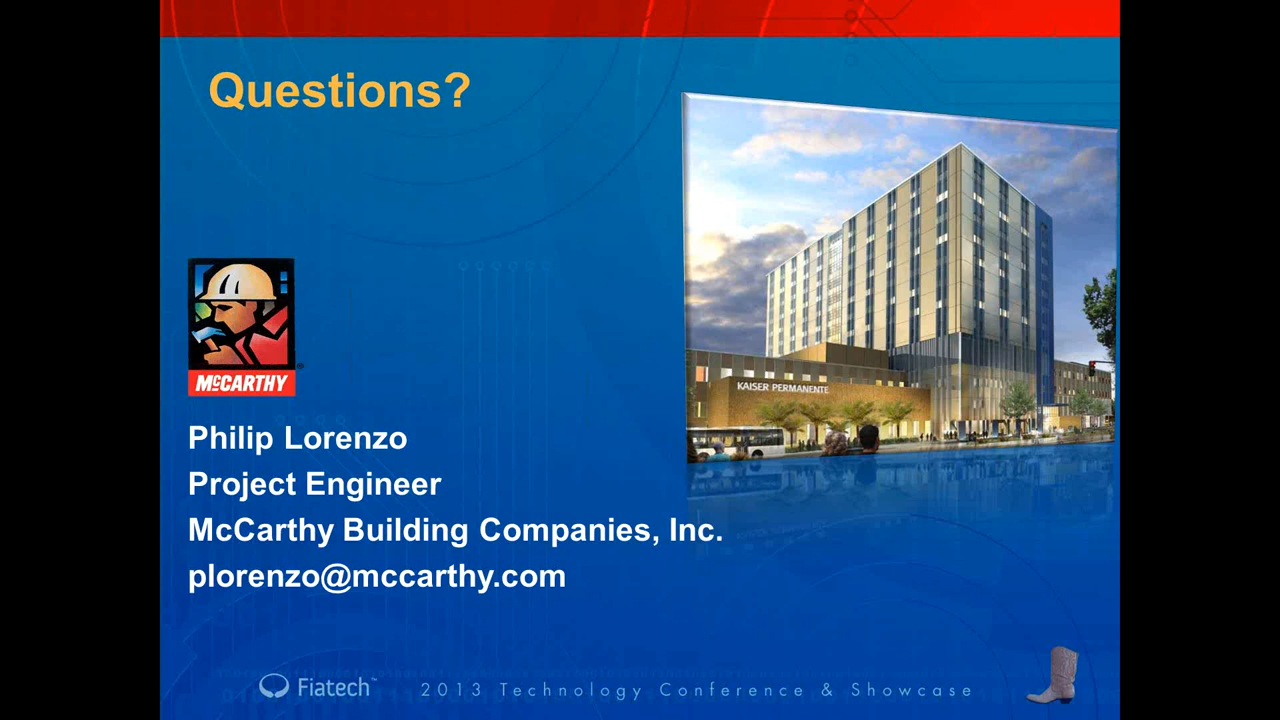 Questions?
KAISER PERMANENTE
McCARTHY
Philip Lorenzo
Project Engineer
McCarthy Building Companies, Inc.
plorenzo@mccarthy.com
Fiatech™
2013 Technology Conference & Showcase